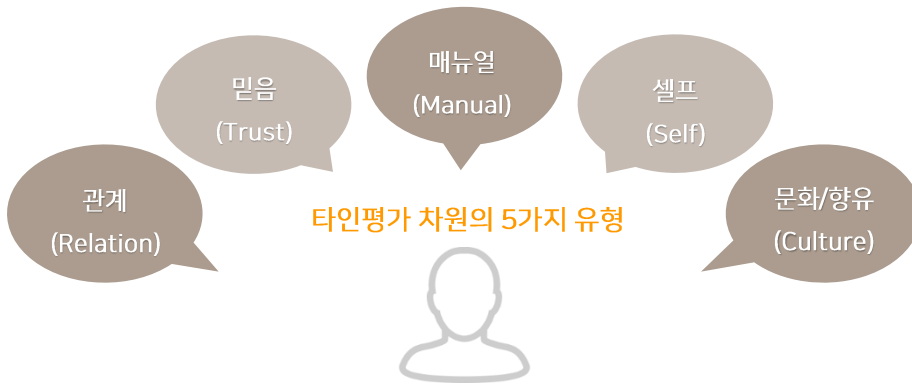 관계
(Relation)
믿음
(Trust)
매뉴얼
(Manual)
셀프
(Self)
문화/향유
(Culture)
타인평가 차원의 5가지 유형